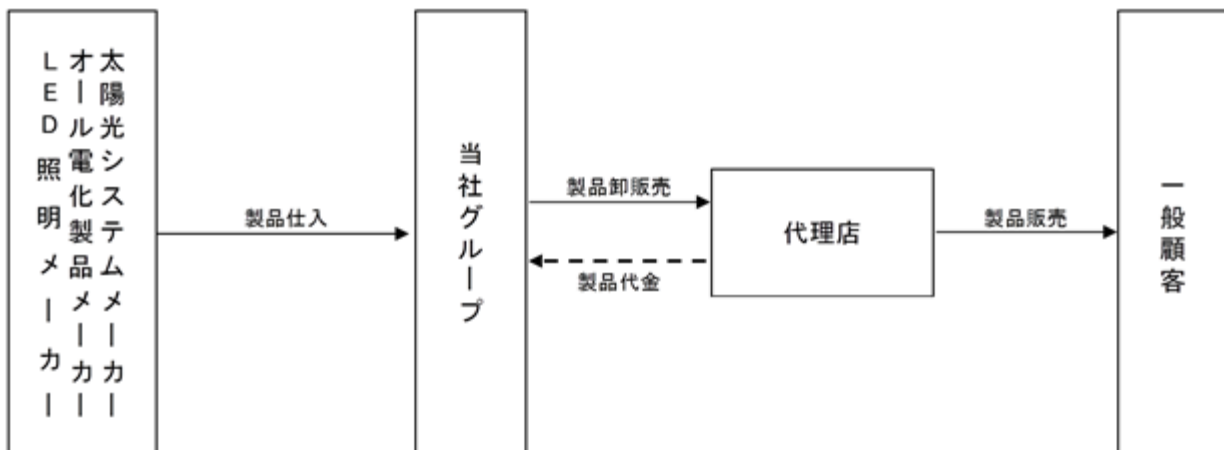 太陽光システムメーカー
オール電化製品メーカー
LED照明メーカー
製品仕入
当社グループ
製品卸販売
製品代金
代理店
製品販売
一般顧客